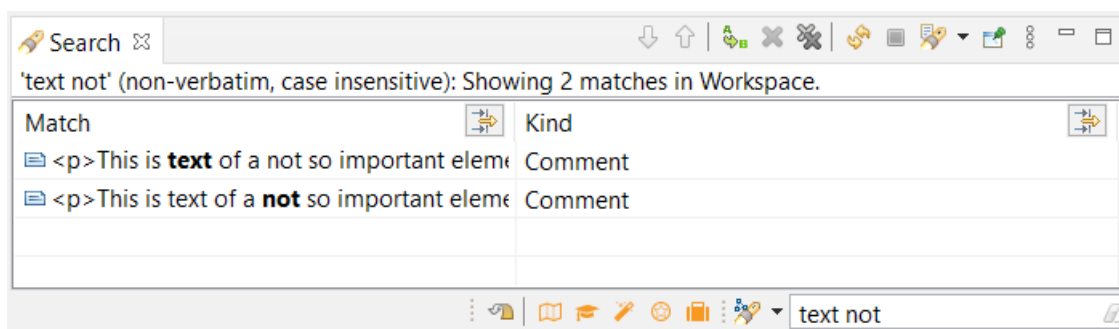 Search
'text not' (non-verbatim, case insensitive): Showing 2 matches in Workspace.
Match Kind
<p>This is text of a not so important eleme Comment
<p>This is text of a not so important eleme Comment
text not